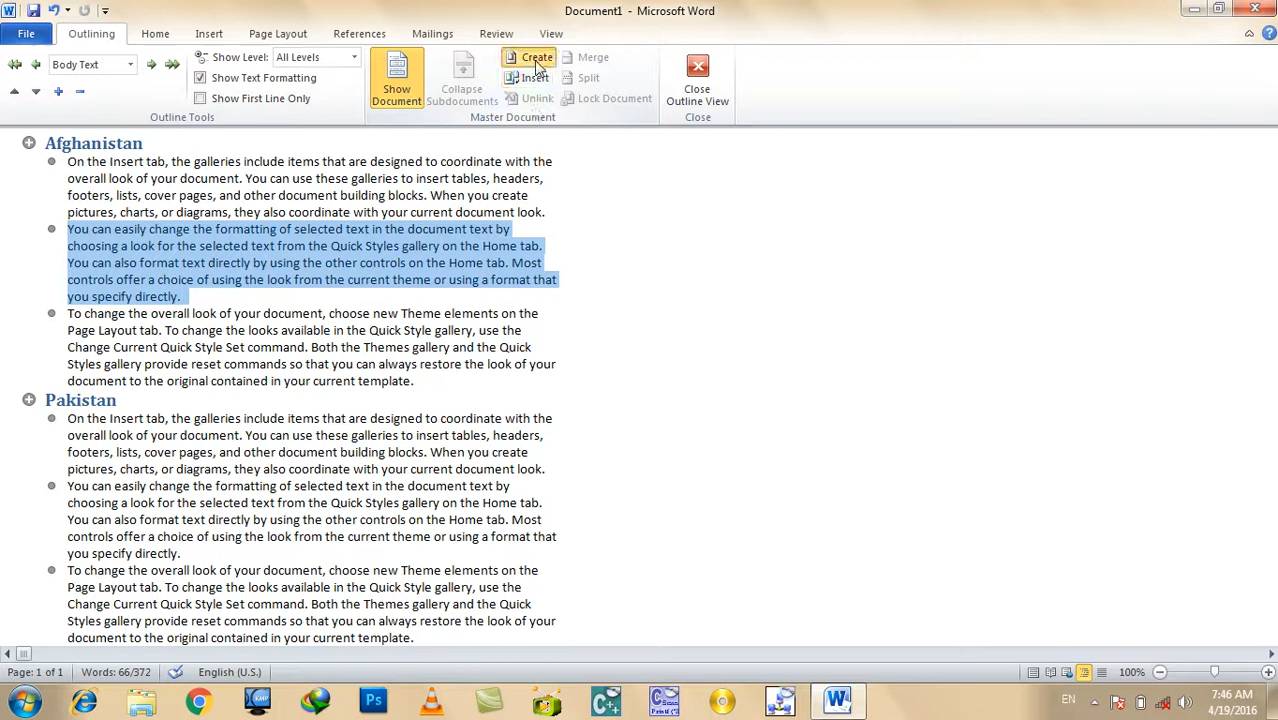 Document1 - Microsoft Word
File Outlining Home Insert Page Layout References Mailings Review View
Body Text
Show Level: All Levels
Show Text Formatting
Show First Line Only
Outline Tools
Show Document
Collapse Subdocuments
Create
Insert
Unlink
Merge
Split
Lock Document
Master Document
Close Outline View
Close
Afghanistan
On the Insert tab, the galleries include items that are designed to coordinate with the
overall look of your document. You can use these galleries to insert tables, headers,
footers, lists, cover pages, and other document building blocks. When you create
pictures, charts, or diagrams, they also coordinate with your current document look.
You can easily change the formatting of selected text in the document text by
choosing a look for the selected text from the Quick Styles gallery on the Home tab.
You can also format text directly by using the other controls on the Home tab. Most
controls offer a choice of using the look from the current theme or using a format that
you specify directly.
To change the overall look of your document, choose new Theme elements on the
Page Layout tab. To change the looks available in the Quick Style gallery, use the
Change Current Quick Style Set command. Both the Themes gallery and the Quick
Styles gallery provide reset commands so that you can always restore the look of your
document to the original contained in your current template.
Pakistan
On the Insert tab, the galleries include items that are designed to coordinate with the
overall look of your document. You can use these galleries to insert tables, headers,
footers, lists, cover pages, and other document building blocks. When you create
pictures, charts, or diagrams, they also coordinate with your current document look.
You can easily change the formatting of selected text in the document text by
choosing a look for the selected text from the Quick Styles gallery on the Home tab.
You can also format text directly by using the other controls on the Home tab. Most
controls offer a choice of using the look from the current theme or using a format that
you specify directly.
To change the overall look of your document, choose new Theme elements on the
Page Layout tab. To change the looks available in the Quick Style gallery, use the
Change Current Quick Style Set command. Both the Themes gallery and the Quick
Styles gallery provide reset commands so that you can always restore the look of your
document to the original contained in your current template.
Page: 1 of 1 Words: 66/372 English (U.S.) 100%
EN 7:46 AM
4/19/2016